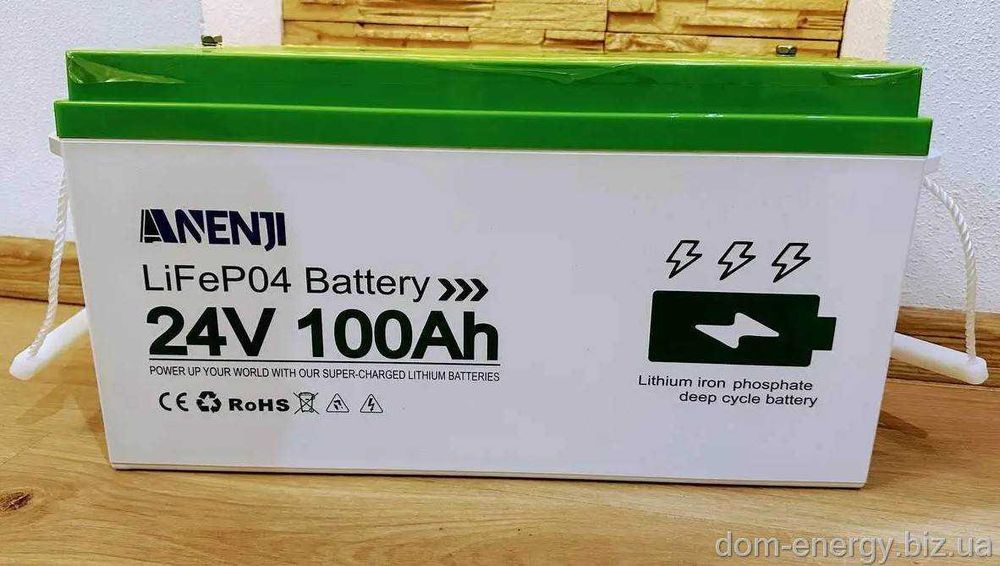 ANENJI
LiFeP04 Battery
24V 100Ah
POWER UP YOUR WORLD WITH OUR SUPER-CHARGED LITHIUM BATTERIES
CE RoHS
Lithium iron phosphate
deep cycle battery
dom-energy.biz.ua